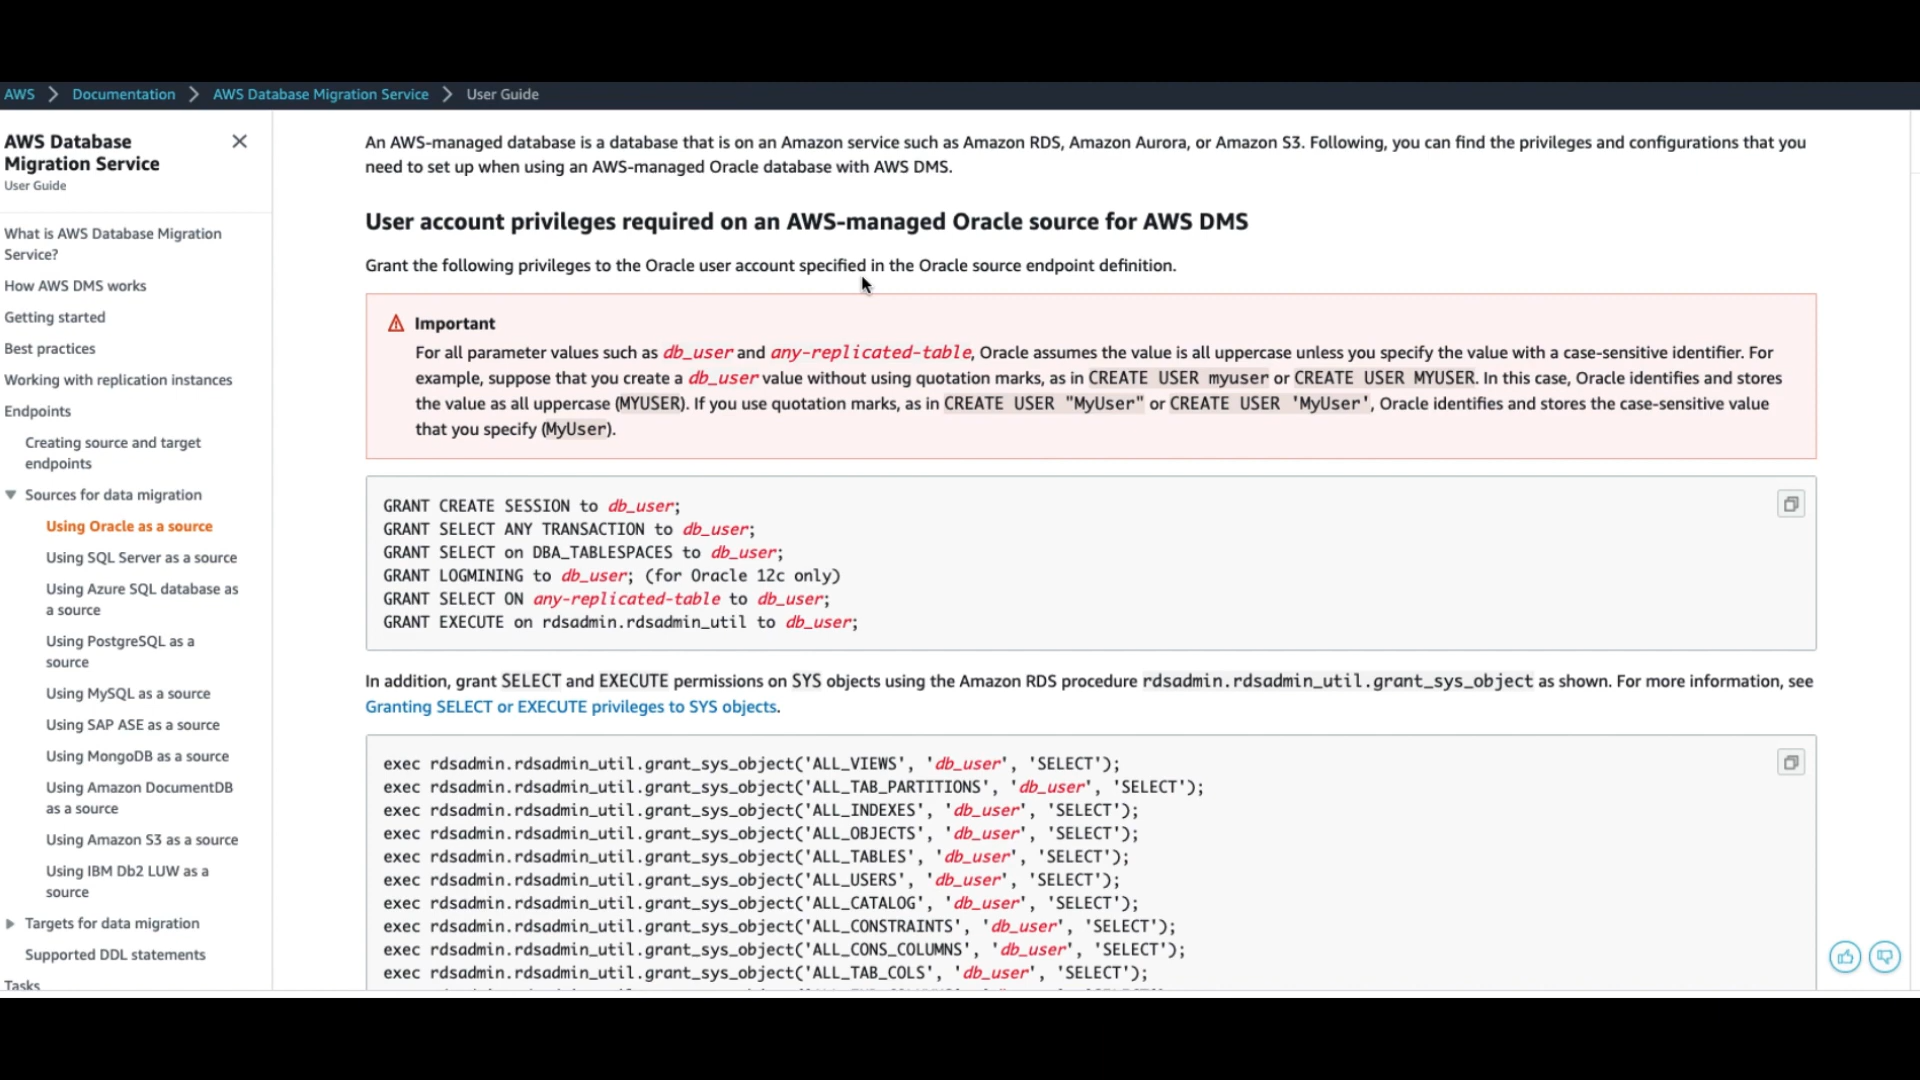 AWS > Documentation > AWS Database Migration Service > User Guide
AWS Database
Migration Service
User Guide
What is AWS Database Migration
Service?
How AWS DMS works
Getting started
Best practices
Working with replication instances
Endpoints
Creating source and target
endpoints
Sources for data migration
Using Oracle as a source
Using SQL Server as a source
Using Azure SQL database as
a source
Using PostgreSQL as a
source
Using MySQL as a source
Using SAP ASE as a source
Using MongoDB as a source
Using Amazon DocumentDB
as a source
Using Amazon S3 as a source
Using IBM Db2 LUW as a
source
Targets for data migration
Supported DDL statements
Tasks
An AWS-managed database is a database that is on an Amazon service such as Amazon RDS, Amazon Aurora, or Amazon S3. Following, you can find the privileges and configurations that you
need to set up when using an AWS-managed Oracle database with AWS DMS.
User account privileges required on an AWS-managed Oracle source for AWS DMS
Grant the following privileges to the Oracle user account specified in the Oracle source endpoint definition.
Important
For all parameter values such as db_user and any-replicated-table, Oracle assumes the value is all uppercase unless you specify the value with a case-sensitive identifier. For
example, suppose that you create a db_user value without using quotation marks, as in CREATE USER myuser or CREATE USER MYUSER. In this case, Oracle identifies and stores
the value as all uppercase (MYUSER). If you use quotation marks, as in CREATE USER "MyUser" or CREATE USER 'MyUser', Oracle identifies and stores the case-sensitive value
that you specify (MyUser).
GRANT CREATE SESSION to db_user;
GRANT SELECT ANY TRANSACTION to db_user;
GRANT SELECT on DBA_TABLESPACES to db_user;
GRANT LOGMINING to db_user; (for Oracle 12c only)
GRANT SELECT ON any-replicated-table to db_user;
GRANT EXECUTE on rdsadmin.rdsadmin_util to db_user;
In addition, grant SELECT and EXECUTE permissions on SYS objects using the Amazon RDS procedure rdsadmin.rdsadmin_util.grant_sys_object as shown. For more information, see
Granting SELECT or EXECUTE privileges to SYS objects.
exec rdsadmin.rdsadmin_util.grant_sys_object('ALL_VIEWS', 'db_user', 'SELECT');
exec rdsadmin.rdsadmin_util.grant_sys_object('ALL_TAB_PARTITIONS', 'db_user', 'SELECT');
exec rdsadmin.rdsadmin_util.grant_sys_object('ALL_INDEXES', 'db_user', 'SELECT');
exec rdsadmin.rdsadmin_util.grant_sys_object('ALL_OBJECTS', 'db_user', 'SELECT');
exec rdsadmin.rdsadmin_util.grant_sys_object('ALL_TABLES', 'db_user', 'SELECT');
exec rdsadmin.rdsadmin_util.grant_sys_object('ALL_USERS', 'db_user', 'SELECT');
exec rdsadmin.rdsadmin_util.grant_sys_object('ALL_CATALOG', 'db_user', 'SELECT');
exec rdsadmin.rdsadmin_util.grant_sys_object('ALL_CONSTRAINTS', 'db_user', 'SELECT');
exec rdsadmin.rdsadmin_util.grant_sys_object('ALL_CONS_COLUMNS', 'db_user', 'SELECT');
exec rdsadmin.rdsadmin_util.grant_sys_object('ALL_TAB_COLS', 'db_user', 'SELECT');